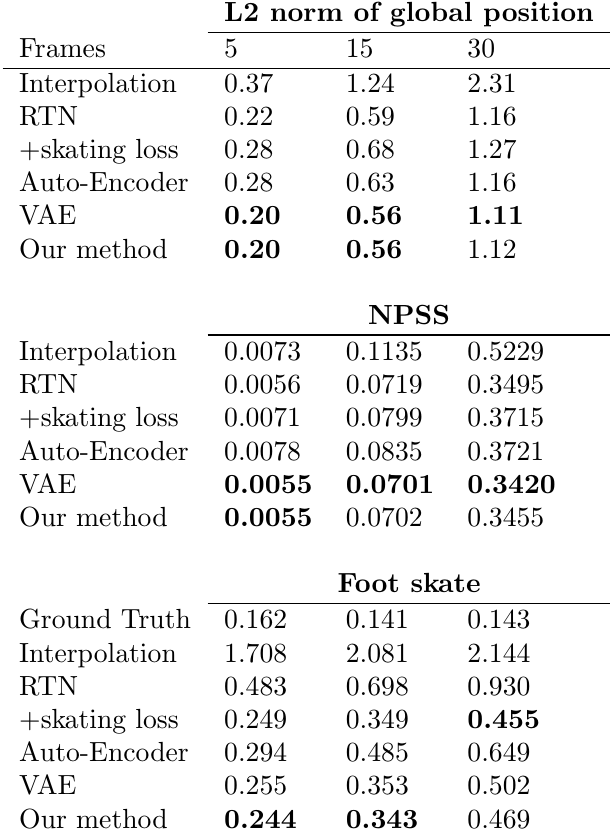 L2 norm of global position
Frames 5 15 30
Interpolation 0.37 1.24 2.31
RTN 0.22 0.59 1.16
+skating loss 0.28 0.68 1.27
Auto-Encoder 0.28 0.63 1.16
VAE 0.20 0.56 1.11
Our method 0.20 0.56 1.12
NPSS
Interpolation 0.0073 0.1135 0.5229
RTN 0.0056 0.0719 0.3495
+skating loss 0.0071 0.0799 0.3715
Auto-Encoder 0.0078 0.0835 0.3721
VAE 0.0055 0.0701 0.3420
Our method 0.0055 0.0702 0.3455
Foot skate
Ground Truth 0.162 0.141 0.143
Interpolation 1.708 2.081 2.144
RTN 0.483 0.698 0.930
+skating loss 0.249 0.349 0.455
Auto-Encoder 0.294 0.485 0.649
VAE 0.255 0.353 0.502
Our method 0.244 0.343 0.469